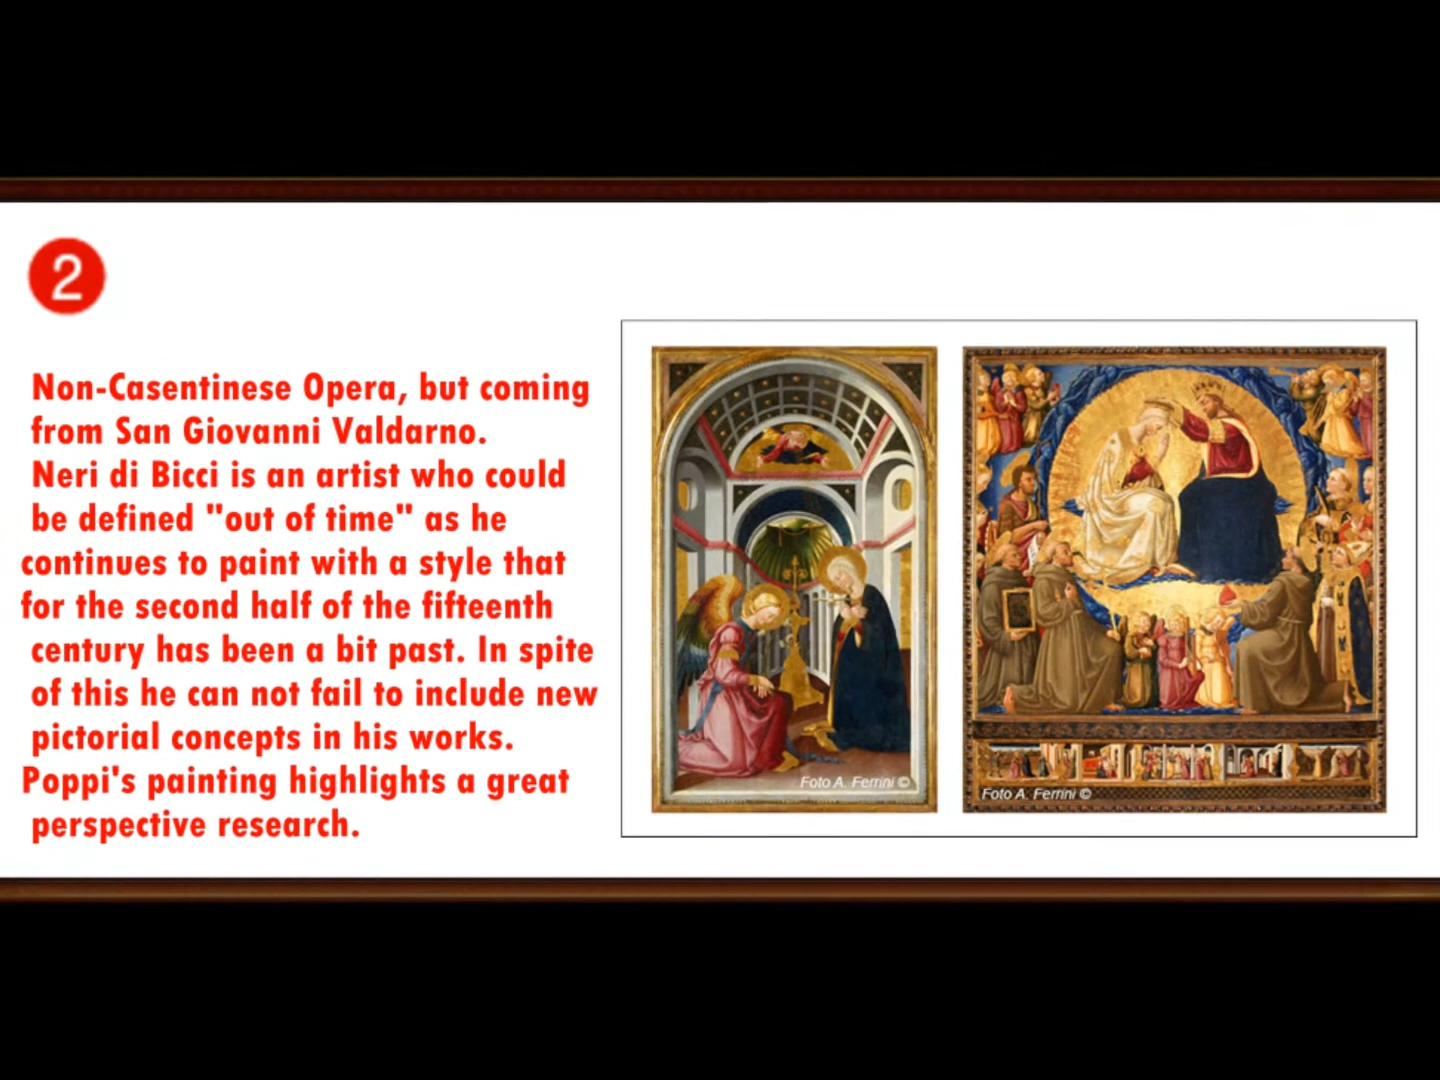 2
Non-Casentinese Opera, but coming
from San Giovanni Valdarno.
Neri di Bicci is an artist who could
be defined "out of time" as he
continues to paint with a style that
for the second half of the fifteenth
century has been a bit past. In spite
of this he can not fail to include new
pictorial concepts in his works.
Poppi's painting highlights a great
perspective research.
Foto A. Ferrini ©
Foto A. Ferrini ©